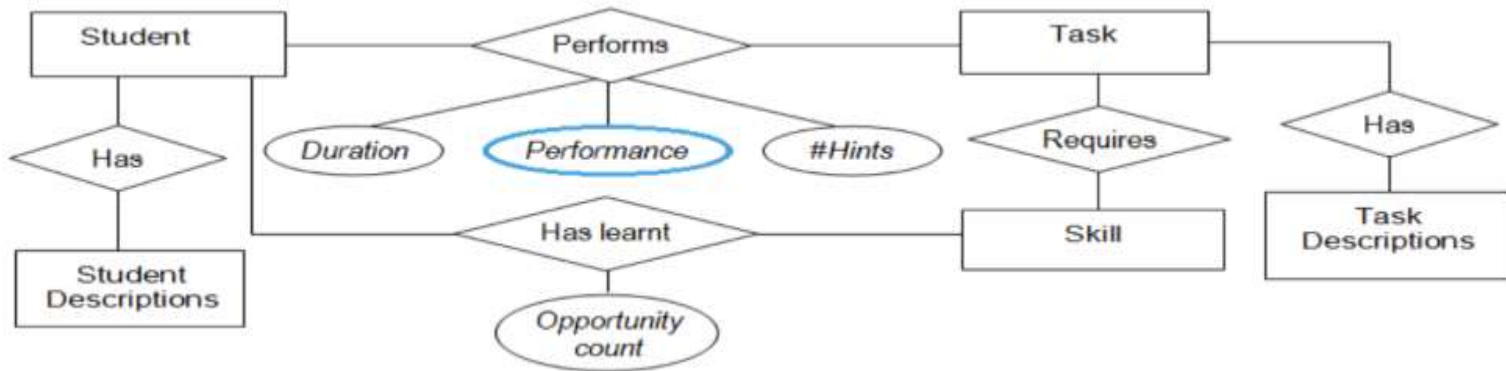 Student
Performs
Task
Has
Duration
Performance
#Hints
Requires
Has
Has learnt
Skill
Task
Descriptions
Student
Descriptions
Opportunity
count